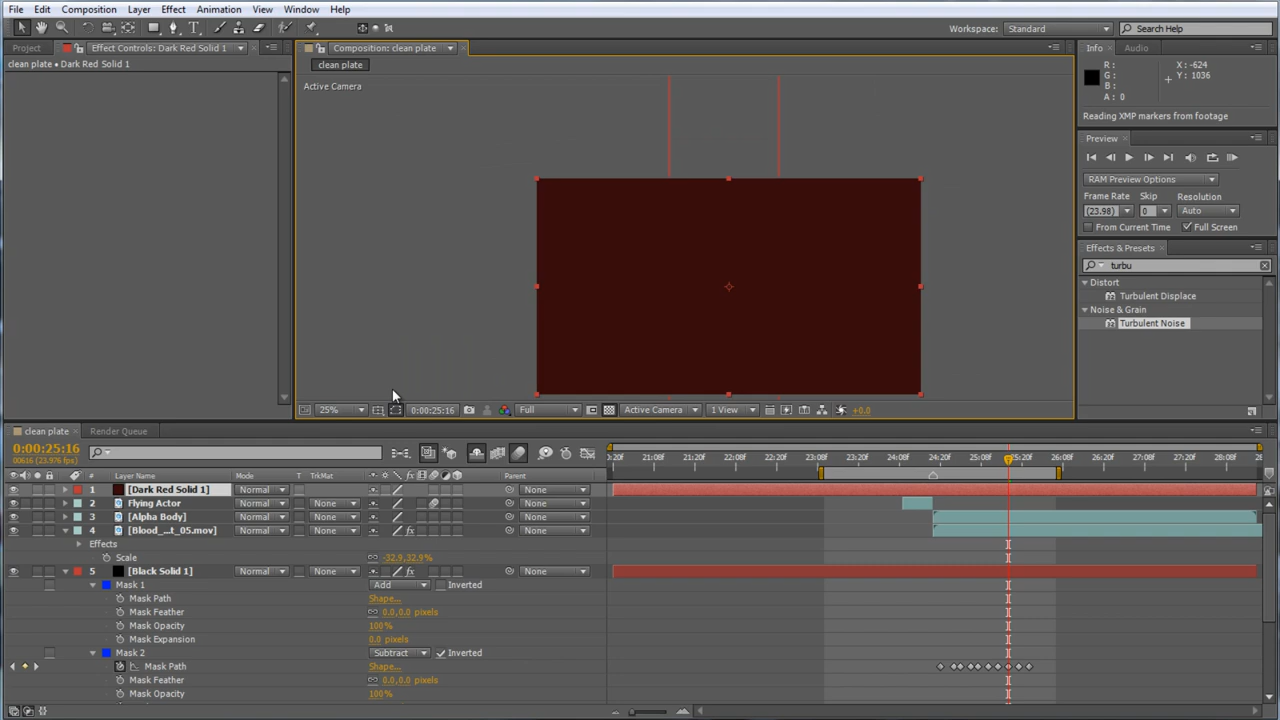 File Edit Composition Layer Effect Animation View Window Help
Workspace: Standard Search Help
Project Effect Controls: Dark Red Solid 1 Composition: clean plate Info Audio
clean plate • Dark Red Solid 1 clean plate
R: X: -624
G: Y: 1036
B:
A: 0
Active Camera
Reading XMP markers from footage
Preview
RAM Preview Options
Frame Rate Skip Resolution
(23.98) 0 Auto
From Current Time Full Screen
Effects & Presets
turbu
Distort
Turbulent Displace
Noise & Grain
Turbulent Noise
25% 0:00:25:16 Full Active Camera 1 View +0.0
clean plate Render Queue
0:00:25:16
00616 (23.976 fps)
21:00F 20F 22:00F 20F 23:00F 20F 24:00F 20F 25:00F 26:00F 20F 27:00F 20F
# Layer Name Mode T TrkMat Parent
1 [Dark Red Solid 1] Normal None
2 Flying Actor Normal None None
3 [Alpha Body] Normal None None
4 [Blood_...t_05.mov] Normal None None
Effects
Scale -32.9,32.9%
5 [Black Solid 1] Normal None None
Mask 1 Add Inverted
Mask Path Shape...
Mask Feather 0.0,0.0 pixels
Mask Opacity 100%
Mask Expansion 0.0 pixels
Mask 2 Subtract Inverted
Mask Path Shape...
Mask Feather 0.0,0.0 pixels
Mask Opacity 100%